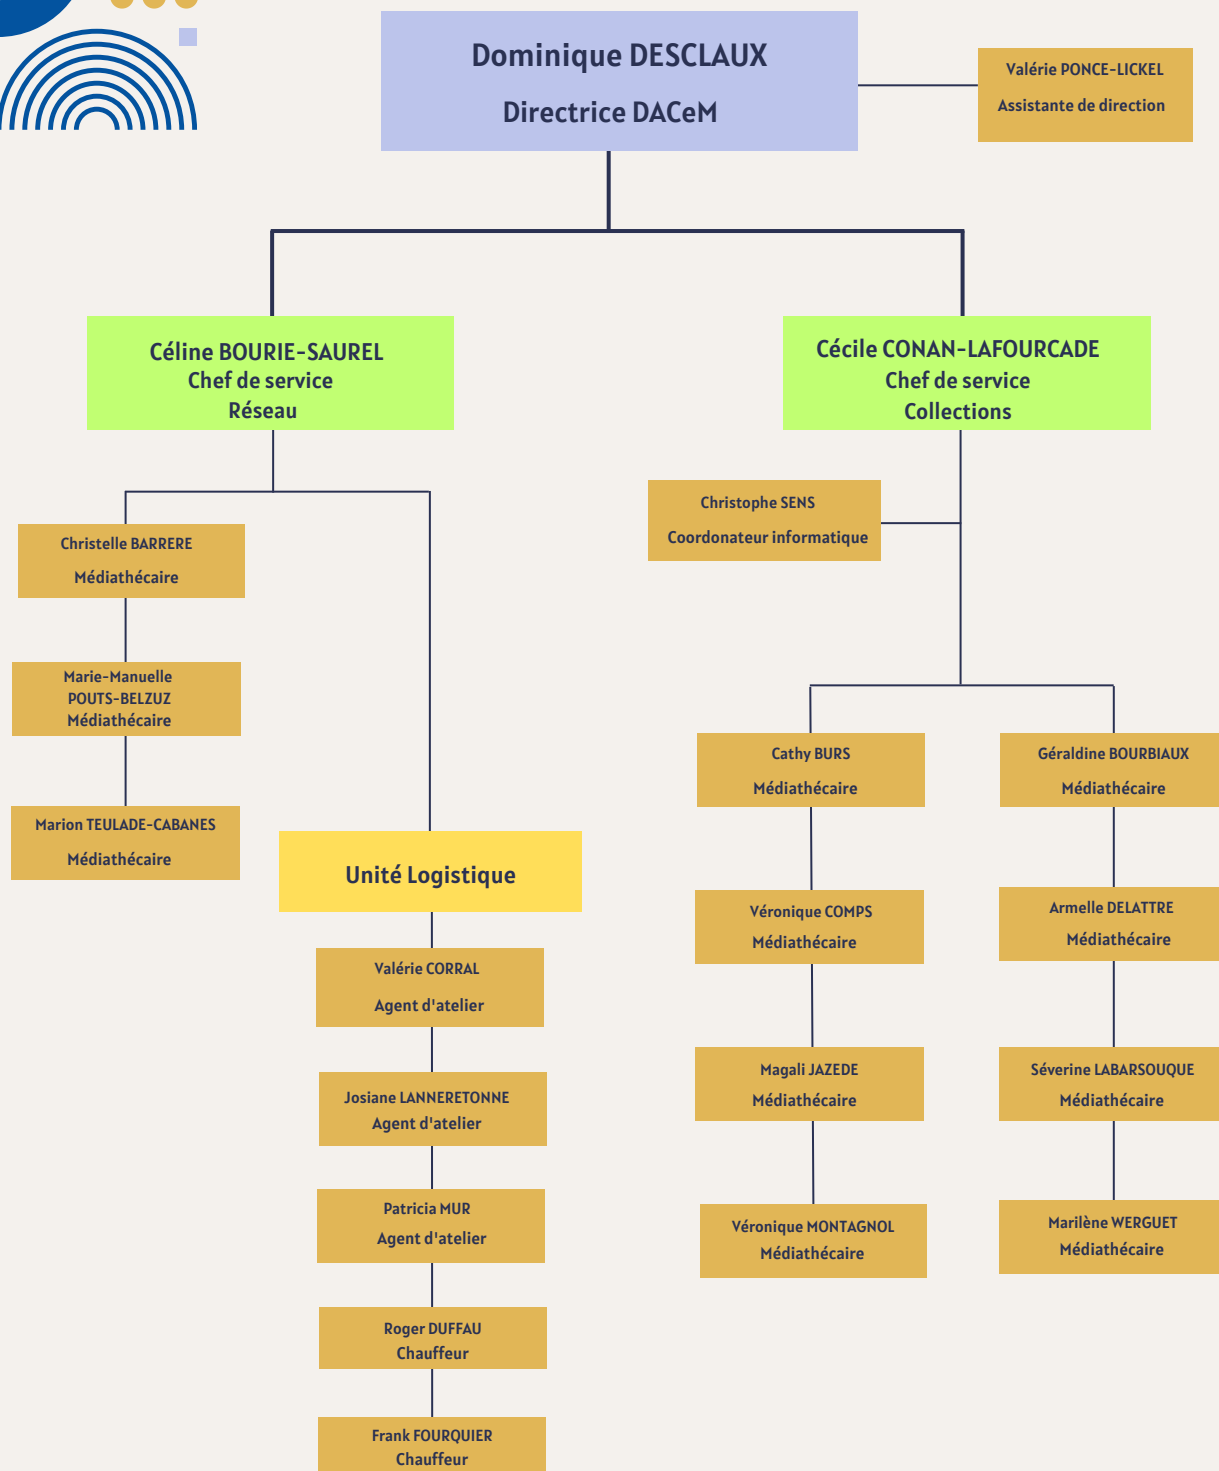 Dominique DESCLAUX
Directrice DACeM
Valérie PONCE-LICKEL
Assistante de direction
Céline BOURIE-SAUREL
Chef de service
Réseau
Cécile CONAN-LAFOURCADE
Chef de service
Collections
Christophe SENS
Coordonateur informatique
Christelle BARRERE
Médiathécaire
Marie-Manuelle
POUTS-BELZUZ
Médiathécaire
Marion TEULADE-CABANES
Médiathécaire
Unité Logistique
Valérie CORRAL
Agent d'atelier
Josiane LANNERETONNE
Agent d'atelier
Patricia MUR
Agent d'atelier
Roger DUFFAU
Chauffeur
Frank FOURQUIER
Chauffeur
Cathy BURS
Médiathécaire
Véronique COMPS
Médiathécaire
Magali JAZEDE
Médiathécaire
Véronique MONTAGNOL
Médiathécaire
Géraldine BOURBIAUX
Médiathécaire
Armelle DELATTRE
Médiathécaire
Séverine LABARSOUQUE
Médiathécaire
Marilène WERGUET
Médiathécaire